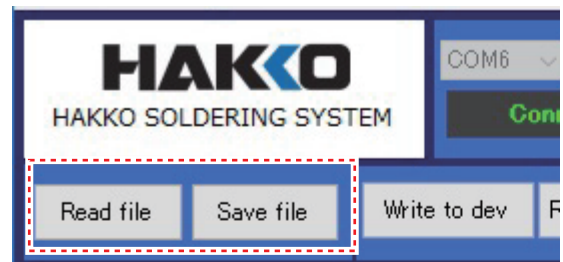 HAKKO
COM6
HAKKO SOLDERING SYSTEM
Read file Save file Write to dev